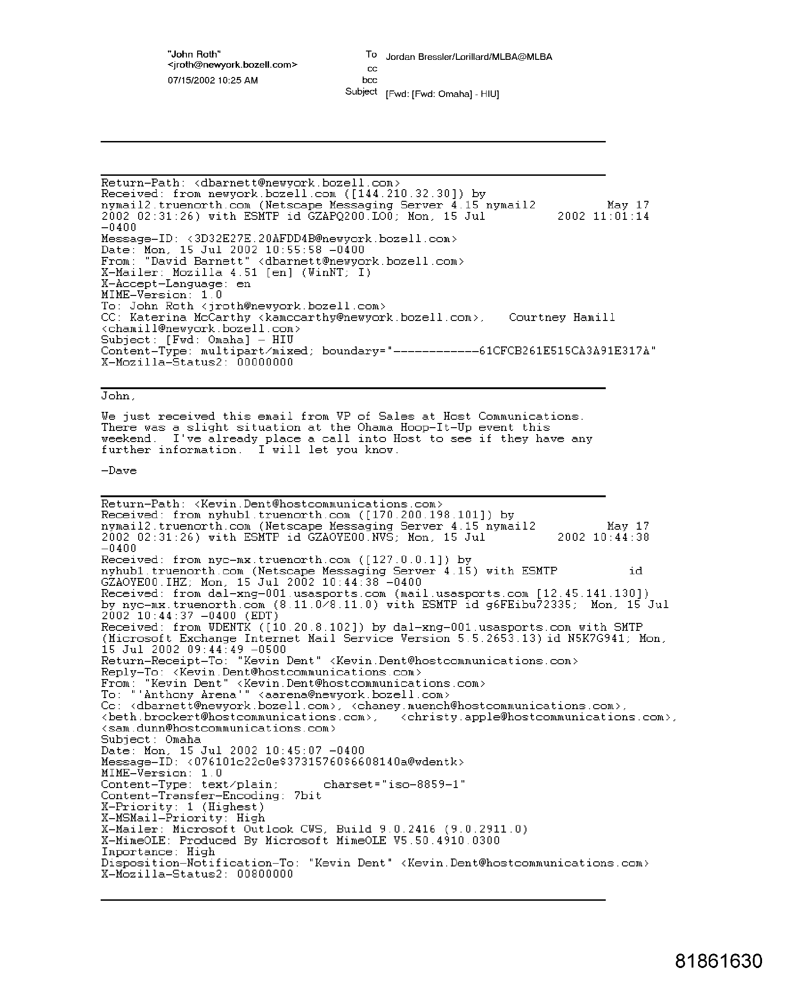 "John Roth"
<jroth@newyork.bozell.com>
07/15/2002 10:25 AM
To Jordan Bressler/Lorillard/MLBA@MLBA
cc
bcc
Subject [Fwd: [Fwd: Omaha] - HIU]
Return-Path: <dbarnett@newyork.bozell.com>
Received: from newyork.bozell.com ([144.210.32.30]) by
nymail2.truenorth.com (Netscape Messaging Server 4.15 nymail2 May 17
2002 02:31:26) with ESMTP id GZAPQ200.LO0; Mon, 15 Jul 2002 11:01:14
-0400
Message-ID: <3D32E27E.20AFDD4B@newyork.bozell.com>
Date: Mon, 15 Jul 2002 10:55:58 -0400
From: "David Barnett" <dbarnett@newyork.bozell.com>
X-Mailer: Mozilla 4.51 [en] (WinNT; I)
X-Accept-Language: en
MIME-Version: 1.0
To: John Roth <jroth@newyork.bozell.com>
CC: Katerina McCarthy <kamccarthy@newyork.bozell.com>, Courtney Hamill
<chamill@newyork.bozell.com>
Subject: [Fwd: Omaha] - HIU
Content-Type: multipart/mixed; boundary="------------61CFCB261E515CA3A91E317A"
X-Mozilla-Status2: 00000000
John,
We just received this email from VP of Sales at Host Communications.
There was a slight situation at the Ohama Hoop-It-Up event this
weekend. I've already place a call into Host to see if they have any
further information. I will let you know.
-Dave
Return-Path: <Kevin.Dent@hostcommunications.com>
Received: from nyhub1.truenorth.com ([170.200.198.101]) by
nymail2.truenorth.com (Netscape Messaging Server 4.15 nymail2 May 17
2002 02:31:26) with ESMTP id GZAOYE00.NVS; Mon, 15 Jul 2002 10:44:38
-0400
Received: from nyc-mx.truenorth.com ([127.0.0.1]) by
nyhub1.truenorth.com (Netscape Messaging Server 4.15) with ESMTP id
GZAOYE00.IHZ; Mon, 15 Jul 2002 10:44:38 -0400
Received: from dal-xng-001.usasports.com (mail.usasports.com [12.45.141.130])
by nyc-mx.truenorth.com (8.11.0/8.11.0) with ESMTP id g6FEibu72335; Mon, 15 Jul
2002 10:44:37 -0400 (EDT)
Received: from WDENTK ([10.20.8.102]) by dal-xng-001.usasports.com with SMTP
(Microsoft Exchange Internet Mail Service Version 5.5.2653.13) id N5K7G941; Mon,
15 Jul 2002 09:44:49 -0500
Return-Receipt-To: "Kevin Dent" <Kevin.Dent@hostcommunications.com>
Reply-To: <Kevin.Dent@hostcommunications.com>
From: "Kevin Dent" <Kevin.Dent@hostcommunications.com>
To: "'Anthony Arena'" <aarena@newyork.bozell.com>
Cc: <dbarnett@newyork.bozell.com>, <chaney.muench@hostcommunications.com>,
<beth.brockert@hostcommunications.com>, <christy.apple@hostcommunications.com>,
<sam.dunn@hostcommunications.com>
Subject: Omaha
Date: Mon, 15 Jul 2002 10:45:07 -0400
Message-ID: <076101c22c0e$37315760$6608140a@wdentk>
MIME-Version: 1.0
Content-Type: text/plain; charset="iso-8859-1"
Content-Transfer-Encoding: 7bit
X-Priority: 1 (Highest)
X-MSMail-Priority: High
X-Mailer: Microsoft Outlook CWS, Build 9.0.2416 (9.0.2911.0)
X-MimeOLE: Produced By Microsoft MimeOLE V5.50.4910.0300
Importance: High
Disposition-Notification-To: "Kevin Dent" <Kevin.Dent@hostcommunications.com>
X-Mozilla-Status2: 00800000
81861630